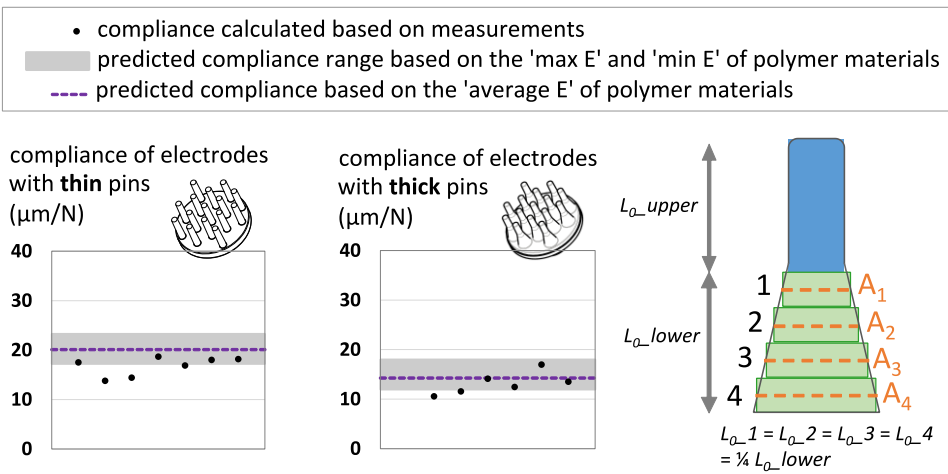 compliance calculated based on measurements
predicted compliance range based on the 'max E' and 'min E' of polymer materials
predicted compliance based on the 'average E' of polymer materials
compliance of electrodes
with thin pins
(µm/N)
40
30
20
10
0
compliance of electrodes
with thick pins
(µm/N)
40
30
20
10
0
L₀_upper
L₀_lower
1 A₁
2 A₂
3 A₃
4 A₄
L₀_1 = L₀_2 = L₀_3 = L₀_4
= ¼ L₀_lower